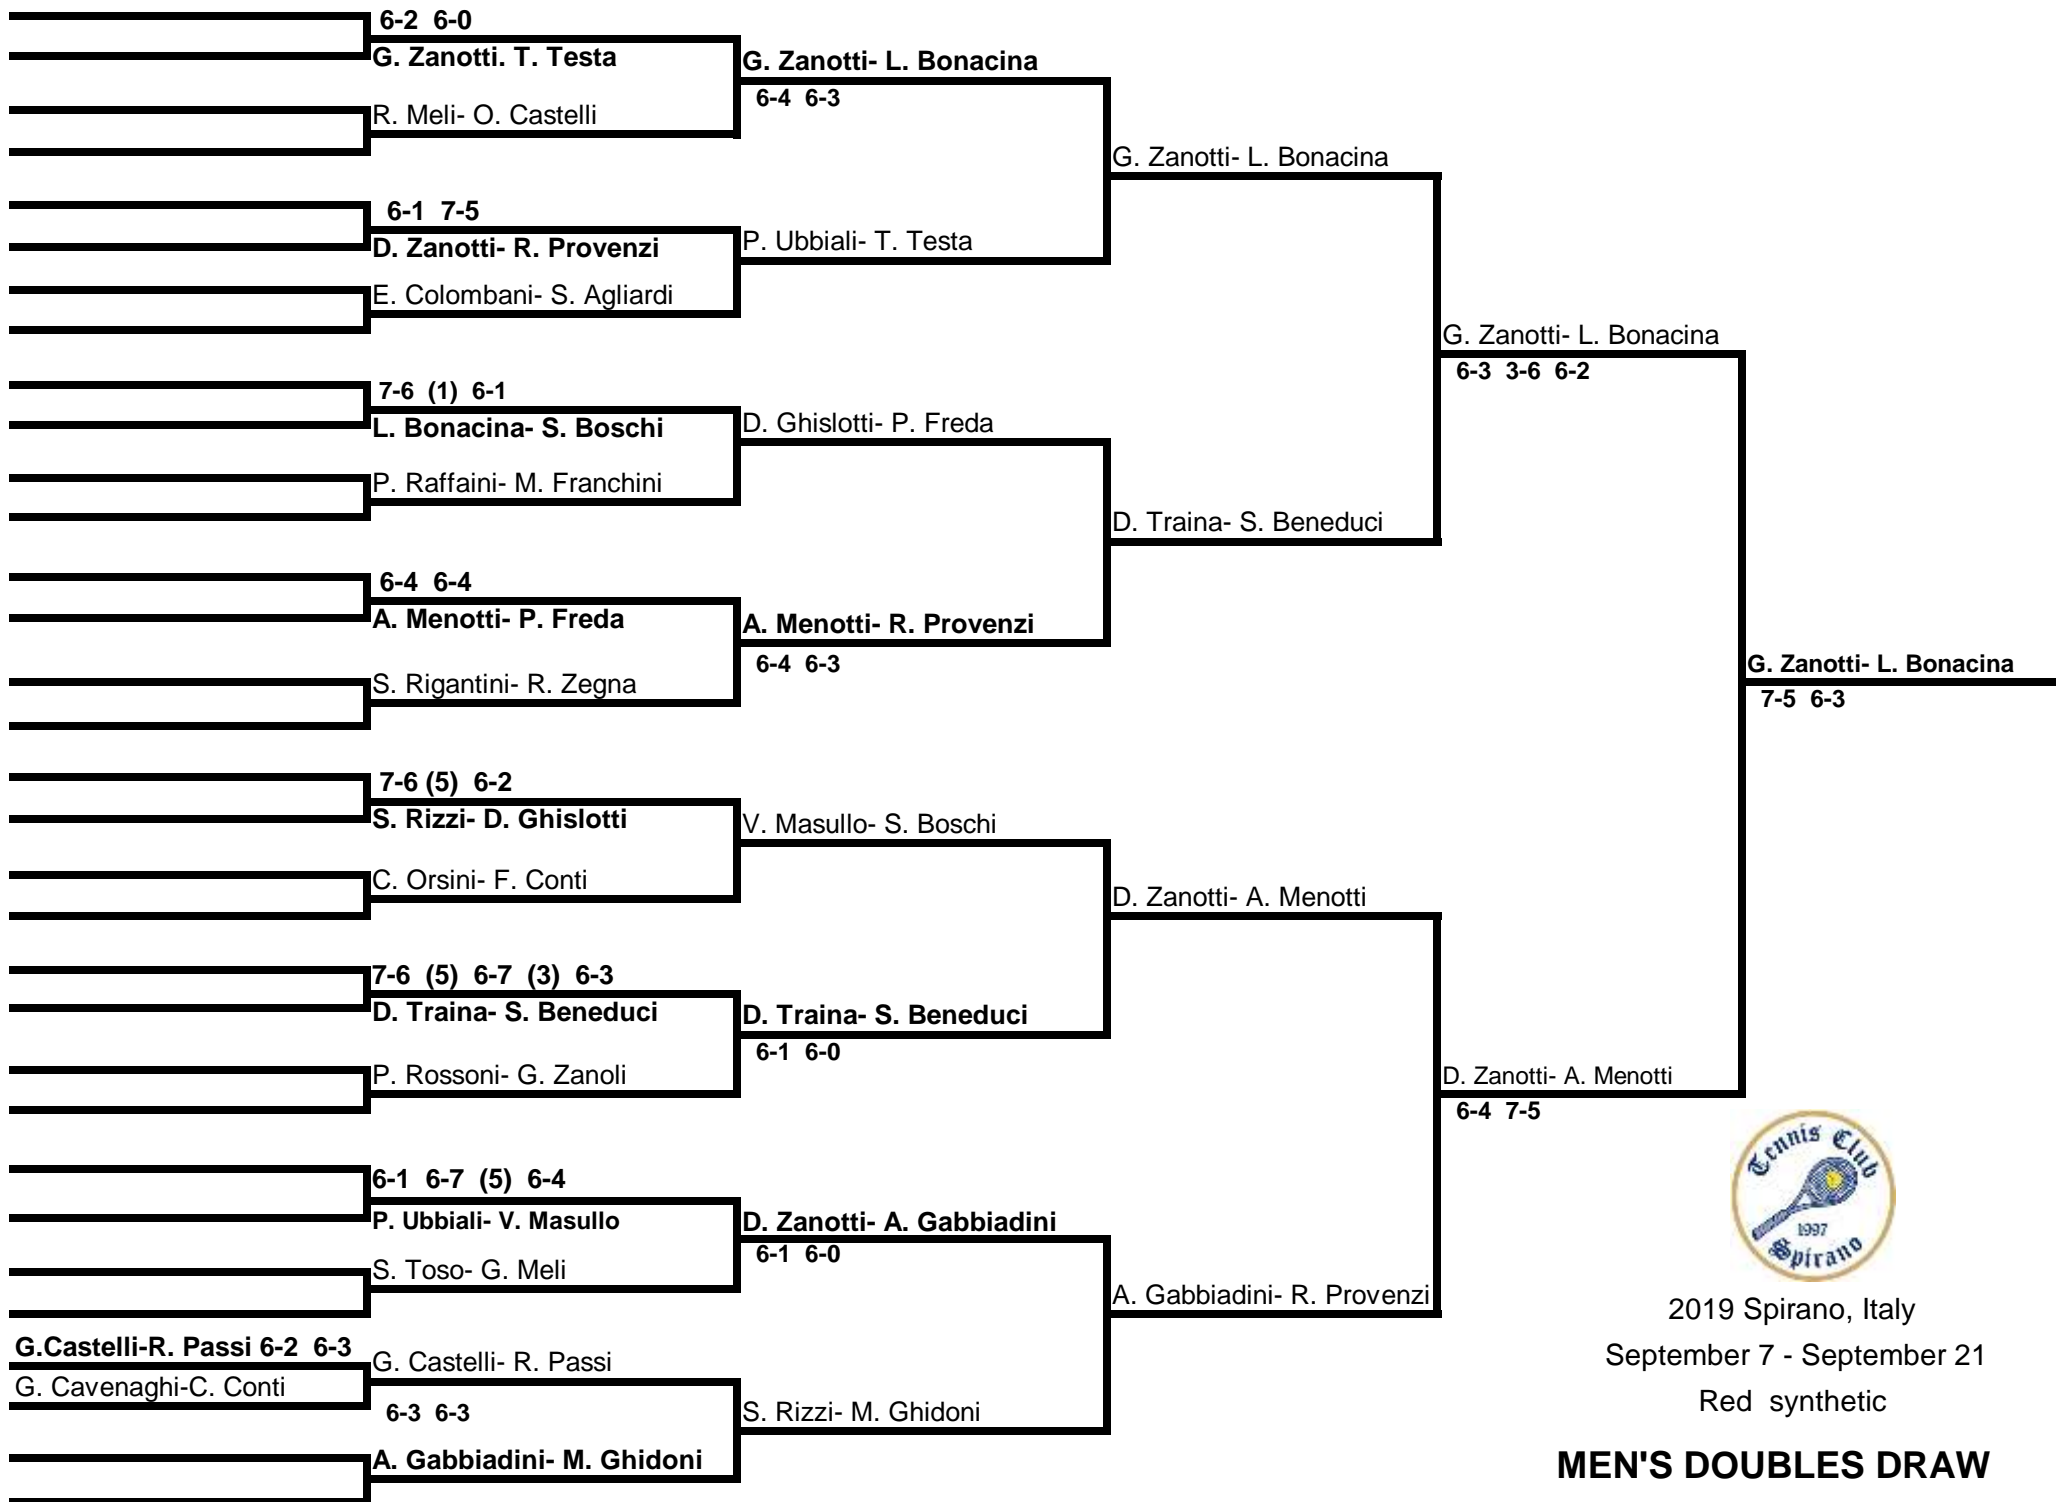 6-2 6-0
G. Zanotti. T. Testa
R. Meli- O. Castelli
6-1 7-5
D. Zanotti- R. Provenzi
E. Colombani- S. Agliardi
7-6 (1) 6-1
L. Bonacina- S. Boschi
P. Raffaini- M. Franchini
6-4 6-4
A. Menotti- P. Freda
S. Rigantini- R. Zegna
7-6 (5) 6-2
S. Rizzi- D. Ghislotti
C. Orsini- F. Conti
7-6 (5) 6-7 (3) 6-3
D. Traina- S. Beneduci
P. Rossoni- G. Zanoli
6-1 6-7 (5) 6-4
P. Ubbiali- V. Masullo
S. Toso- G. Meli
G.Castelli-R. Passi 6-2 6-3
G. Cavenaghi-C. Conti
G. Castelli- R. Passi
6-3 6-3
A. Gabbiadini- M. Ghidoni
G. Zanotti- L. Bonacina
6-4 6-3
P. Ubbiali- T. Testa
D. Ghislotti- P. Freda
A. Menotti- R. Provenzi
6-4 6-3
V. Masullo- S. Boschi
D. Traina- S. Beneduci
6-1 6-0
D. Zanotti- A. Gabbiadini
6-1 6-0
S. Rizzi- M. Ghidoni
G. Zanotti- L. Bonacina
D. Traina- S. Beneduci
D. Zanotti- A. Menotti
A. Gabbiadini- R. Provenzi
G. Zanotti- L. Bonacina
6-3 3-6 6-2
D. Zanotti- A. Menotti
6-4 7-5
G. Zanotti- L. Bonacina
7-5 6-3
Tennis Club
1997
Spirano
2019 Spirano, Italy
September 7 - September 21
Red synthetic
MEN'S DOUBLES DRAW